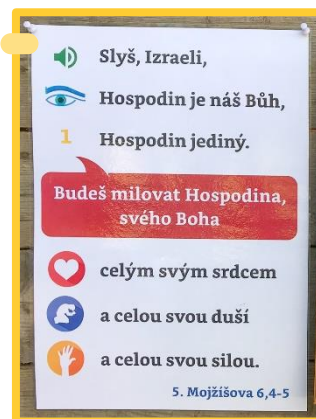 Slyš, Izraeli,
Hospodin je náš Bůh,
1 Hospodin jediný.
Budeš milovat Hospodina,
svého Boha
celým svým srdcem
a celou svou duší
a celou svou silou.
5. Mojžíšova 6,4-5